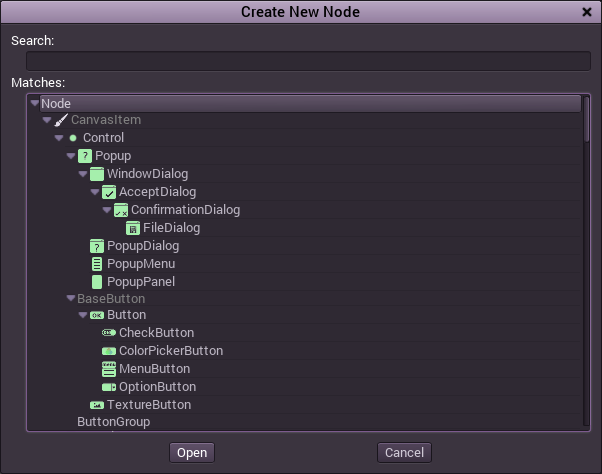 Create New Node
Search:
Matches:
Node
CanvasItem
Control
Popup
WindowDialog
AcceptDialog
ConfirmationDialog
FileDialog
PopupDialog
PopupMenu
PopupPanel
BaseButton
Button
CheckButton
ColorPickerButton
MenuButton
OptionButton
TextureButton
ButtonGroup
Open Cancel